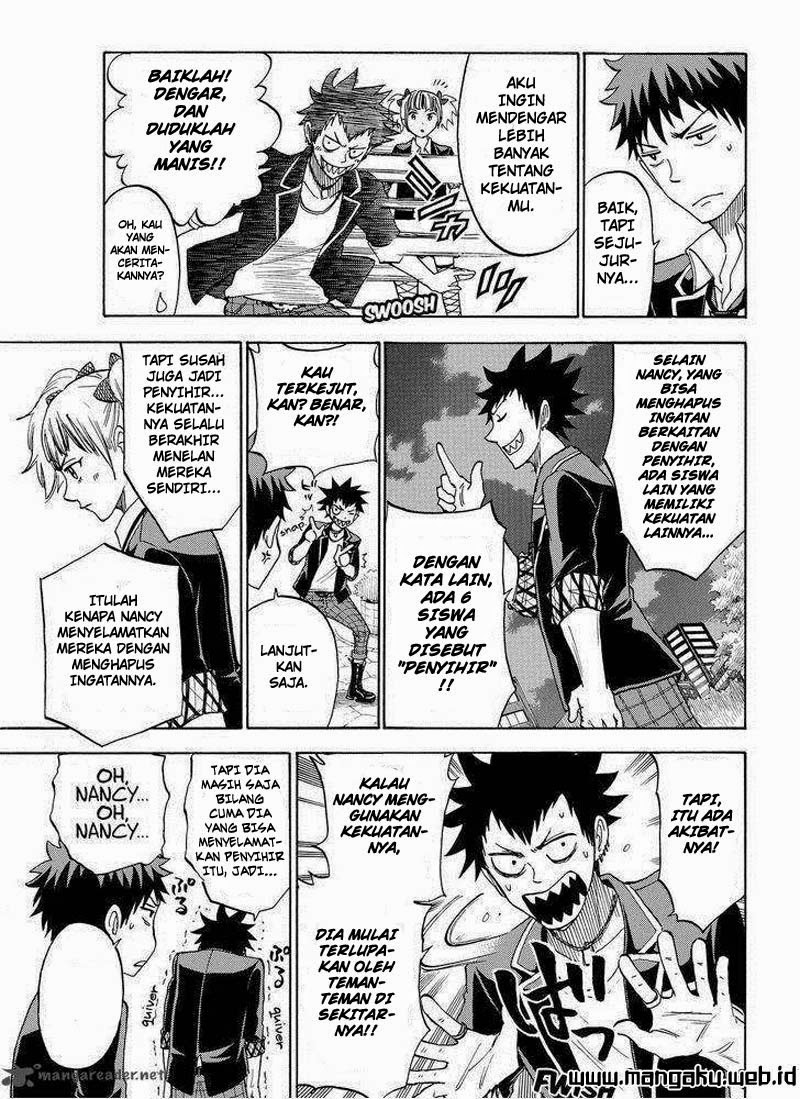 BAIK,
TAPI
SEJU-
JUR-
NYA...
AKU
INGIN
MENDENGAR
LEBIH
BANYAK
TENTANG
KEKUATAN-
MU.
BAIKLAH!
DENGAR,
DAN
DUDUKLAH
YANG
MANIS!!
OH, KAU
YANG
AKAN MEN-
CERITA-
KANNYA?
SWOOSH
SELAIN
NANCY, YANG
BISA
MENGHAPUS
INGATAN
BERKAITAN
DENGAN
PENYIHIR,
ADA SISWA
LAIN YANG
MEMILIKI
KEKUATAN
LAINNYA...
DENGAN
KATA LAIN,
ADA 6
SISWA
YANG
DISEBUT
"PENYIHIR"
!!
KAU
TERKEJUT,
KAN? BENAR,
KAN?!
snap
LANJUT-
KAN
SAJA.
TAPI SUSAH
JUGA JADI
PENYIHIR...
KEKUATAN-
NYA SELALU
BERAKHIR
MENELAN
MEREKA
SENDIRI...
ITULAH
KENAPA NANCY
MENYELAMATKAN
MEREKA DENGAN
MENGHAPUS
INGATANNYA.
TAPI,
ITU ADA
AKIBAT-
NYA!
KALAU
NANCY MENG-
GUNAKAN
KEKUATAN-
NYA,
DIA MULAI
TERLUPA-
KAN OLEH
TEMAN-
TEMAN DI
SEKITAR-
NYA!!
ばっ
FWISH
TAPI DIA
MASIH SAJA
BILANG
CUMA DIA
YANG BISA
MENYELAMAT-
KAN PENYIHIR
ITU, JADI...
OH,
NANCY...
OH,
NANCY...
quiver
quiver
mangareader.net
www.mangaku.web.id